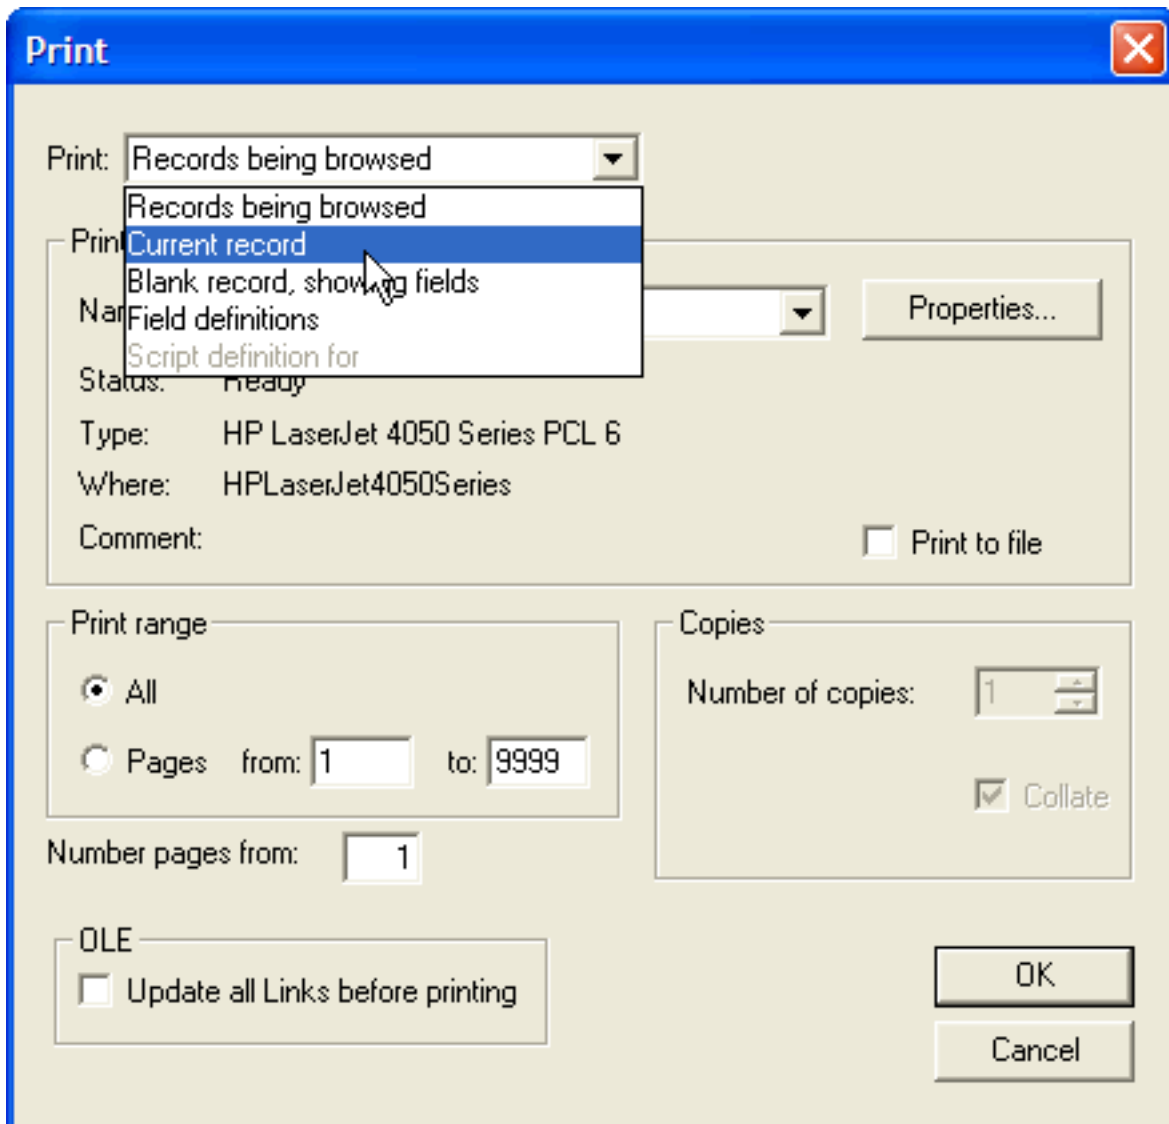 Print
Print: Records being browsed
Records being browsed
Current record
Blank record, showing fields
Field definitions
Script definition for
Print
Nar
Properties...
Status: Ready
Type: HP LaserJet 4050 Series PCL 6
Where: HPLaserJet4050Series
Comment:
Print to file
Print range
All
Pages from: 1 to: 9999
Copies
Number of copies: 1
Collate
Number pages from: 1
OLE
Update all Links before printing
OK
Cancel